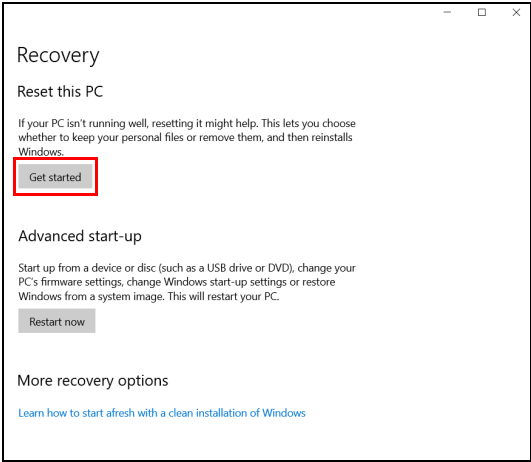 Recovery
Reset this PC
If your PC isn't running well, resetting it might help. This lets you choose
whether to keep your personal files or remove them, and then reinstalls
Windows.
Get started
Advanced start-up
Start up from a device or disc (such as a USB drive or DVD), change your
PC's firmware settings, change Windows start-up settings or restore
Windows from a system image. This will restart your PC.
Restart now
More recovery options
Learn how to start afresh with a clean installation of Windows